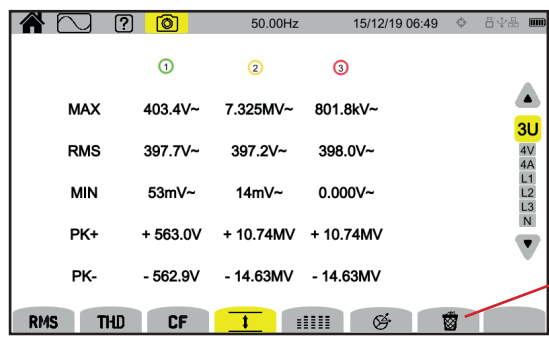 ? 50.00Hz 15/12/19 06:49
1 2 3
MAX 403.4V~ 7.325MV~ 801.8kV~
RMS 397.7V~ 397.2V~ 398.0V~
MIN 53mV~ 14mV~ 0.000V~
PK+ + 563.0V + 10.74MV + 10.74MV
PK- - 562.9V - 14.63MV - 14.63MV
3U
4V
4A
L1
L2
L3
N
RMS THD CF